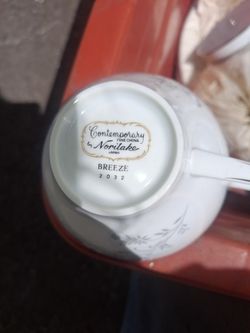 Contemporary
FINE CHINA
by Noritake
JAPAN
BREEZE
2032